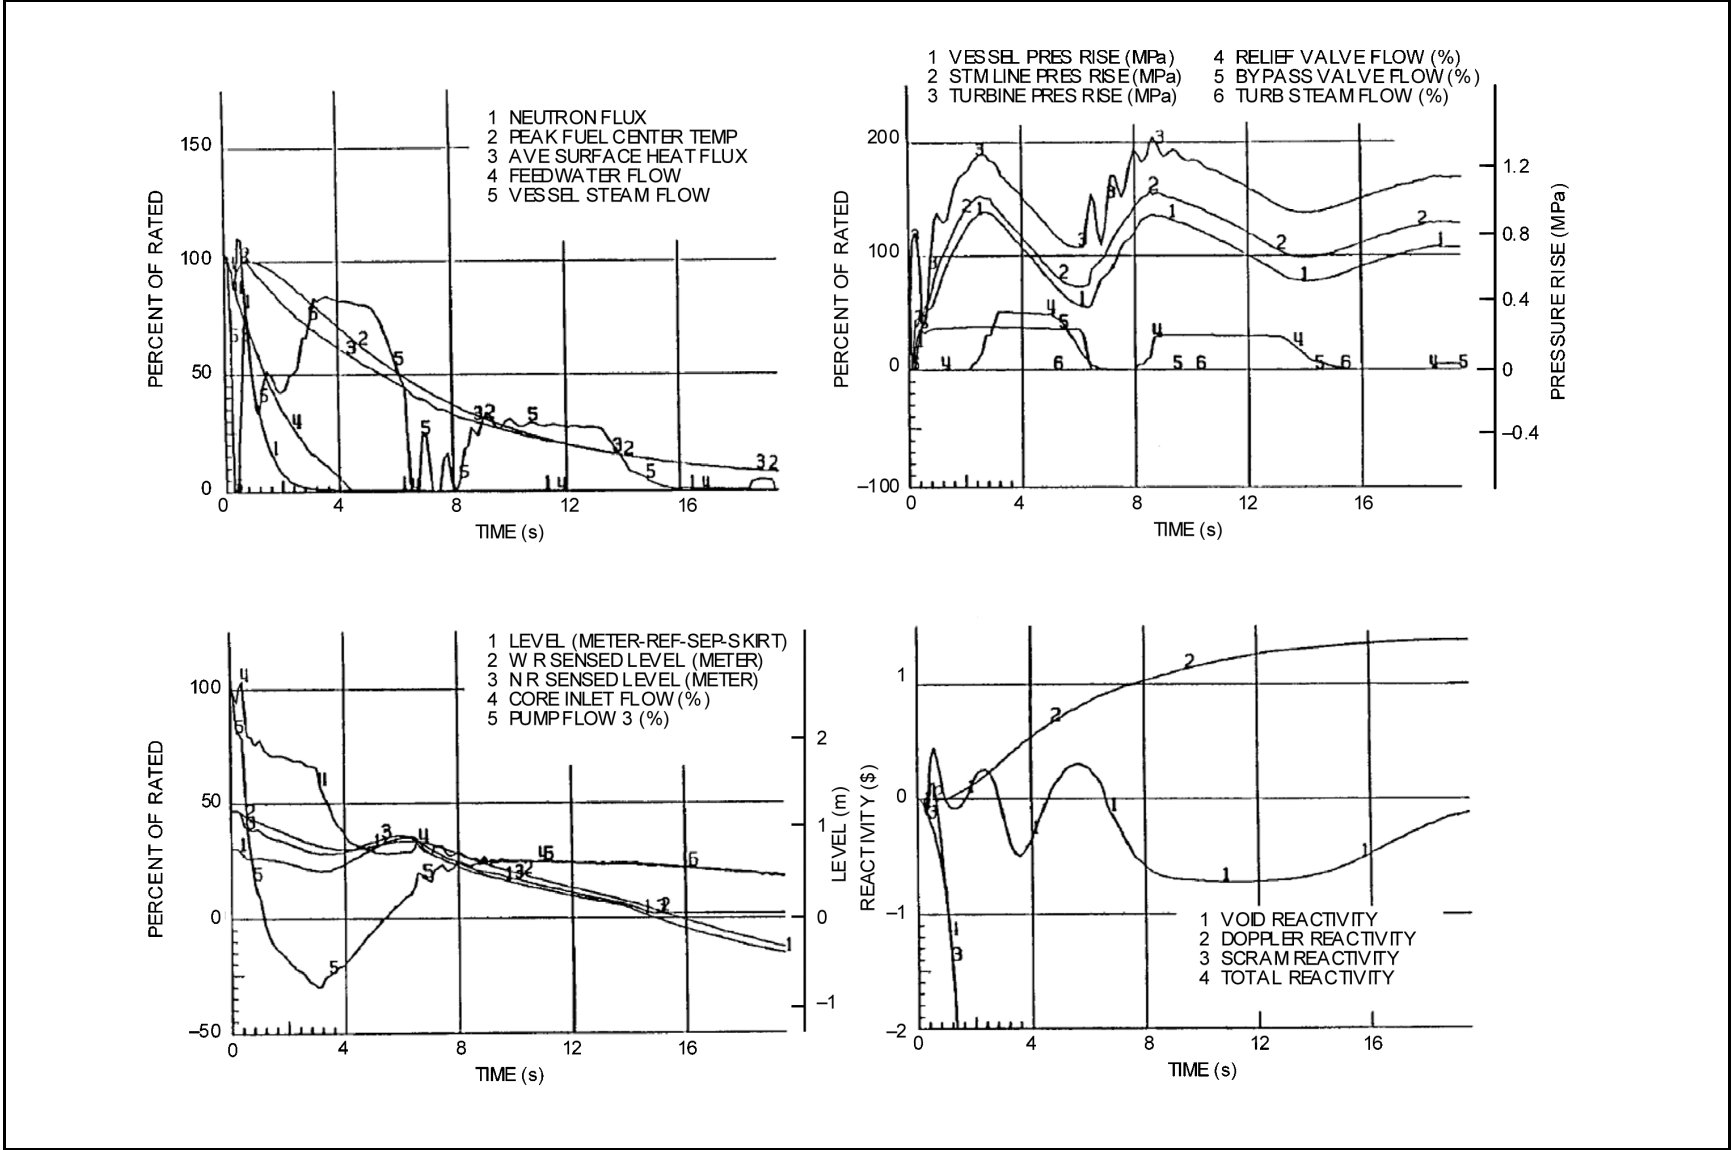 1 NEUTRON FLUX
2 PEAK FUEL CENTER TEMP
3 AVE SURFACE HEAT FLUX
4 FEEDWATER FLOW
5 VESSEL STEAM FLOW
PERCENT OF RATED
150
100
50
0
0 4 8 12 16
TIME (s)
1 VESSEL PRES RISE (MPa)
2 STM LINE PRES RISE (MPa)
3 TURBINE PRES RISE (MPa)
4 RELIEF VALVE FLOW (%)
5 BYPASS VALVE FLOW (%)
6 TURB STEAM FLOW (%)
PERCENT OF RATED
200
100
0
–100
0 4 8 12 16
TIME (s)
1.2
0.8
0.4
0
–0.4
PRESSURE RISE (MPa)
1 LEVEL (METER-REF-SEP-SKIRT)
2 W R SENSED LEVEL (METER)
3 N R SENSED LEVEL (METER)
4 CORE INLET FLOW (%)
5 PUMP FLOW 3 (%)
PERCENT OF RATED
100
50
0
–50
0 4 8 12 16
TIME (s)
2
1
0
–1
LEVEL (m)
REACTIVITY ($)
1
0
–1
–2
0 4 8 12 16
TIME (s)
1 VOID REACTIVITY
2 DOPPLER REACTIVITY
3 SCRAM REACTIVITY
4 TOTAL REACTIVITY